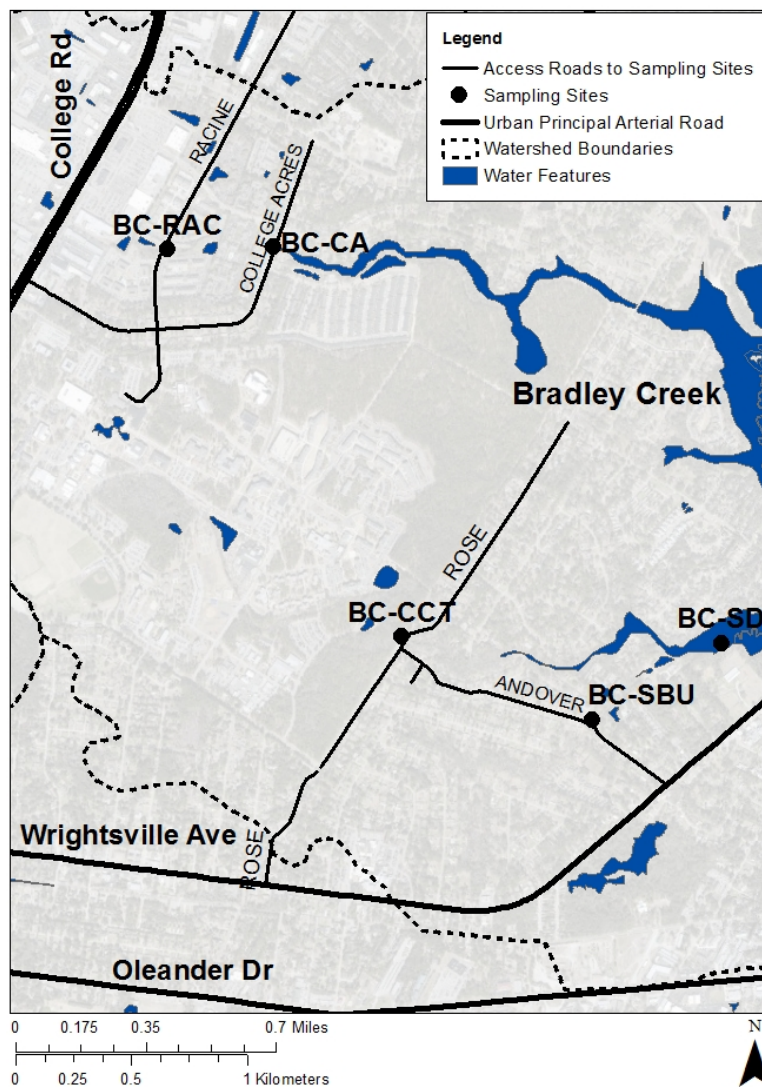 Legend
Access Roads to Sampling Sites
Sampling Sites
Urban Principal Arterial Road
Watershed Boundaries
Water Features
College Rd
RACINE
COLLEGE ACRES
BC-RAC
BC-CA
Bradley Creek
ROSE
BC-CCT
BC-SD
ANDOVER
BC-SBU
Wrightsville Ave
ROSE
Oleander Dr
0 0.175 0.35 0.7 Miles
0 0.25 0.5 1 Kilometers
N